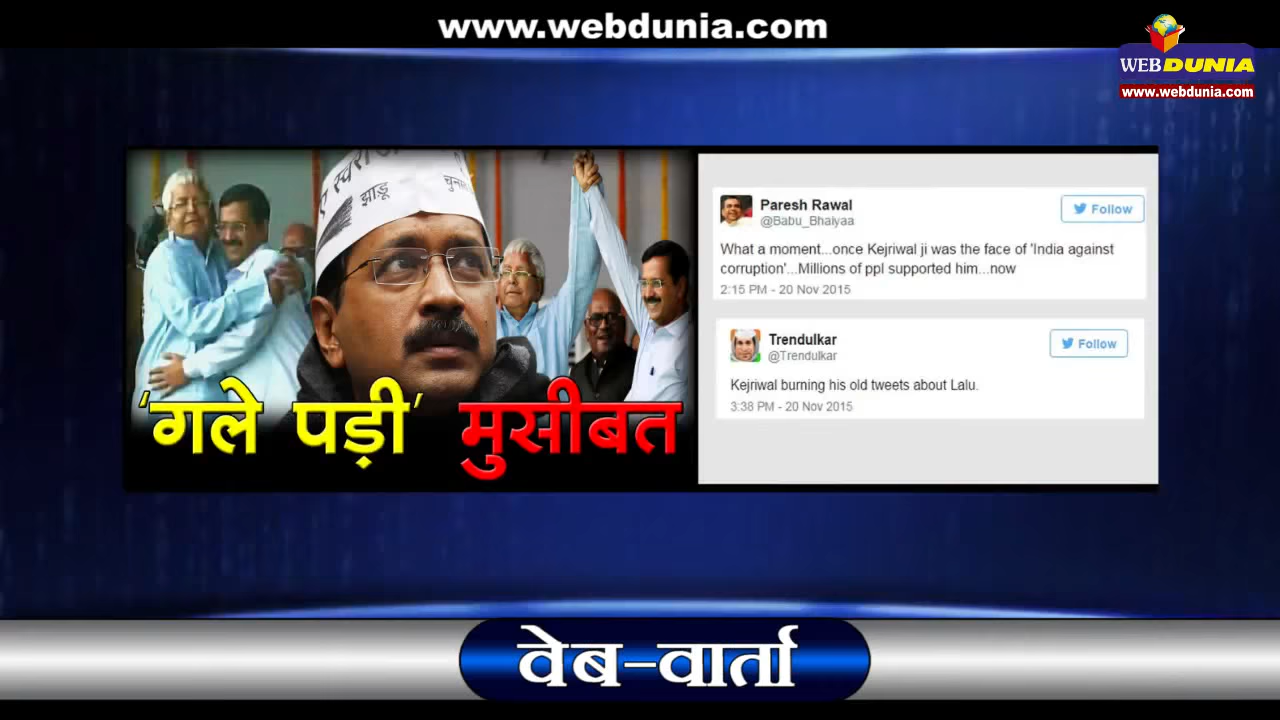 www.webdunia.com
WEBDUNIA
www.webdunia.com
झाडू
Paresh Rawal
@Babu_Bhaiyaa
Follow
What a moment...once Kejriwal ji was the face of 'India against
corruption'...Millions of ppl supported him...now
2:15 PM - 20 Nov 2015
Trendulkar
@Trendulkar
Follow
Kejriwal burning his old tweets about Lalu.
3:38 PM - 20 Nov 2015
'गले पड़ी' मुसीबत
वेब-वार्ता